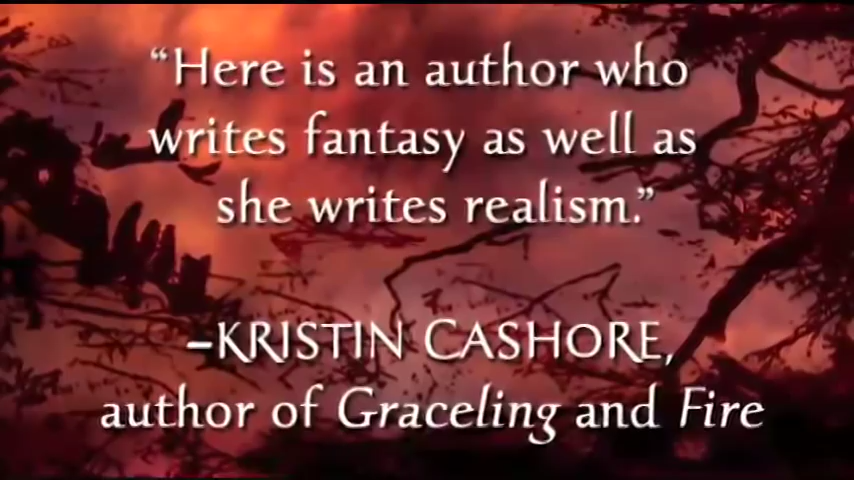 “Here is an author who
writes fantasy as well as
she writes realism.”
–KRISTIN CASHORE,
author of Graceling and Fire